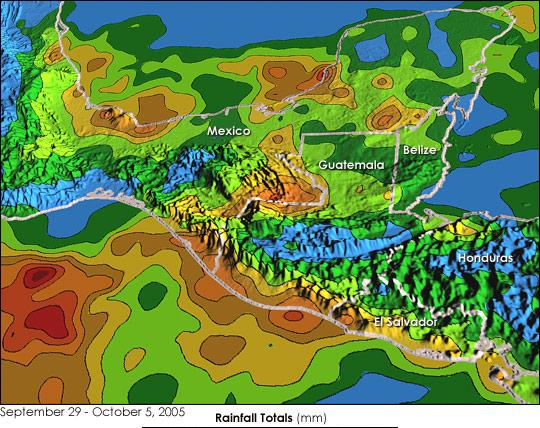 Mexico
Guatemala
Belize
Honduras
El Salvador
September 29 - October 5, 2005
Rainfall Totals (mm)